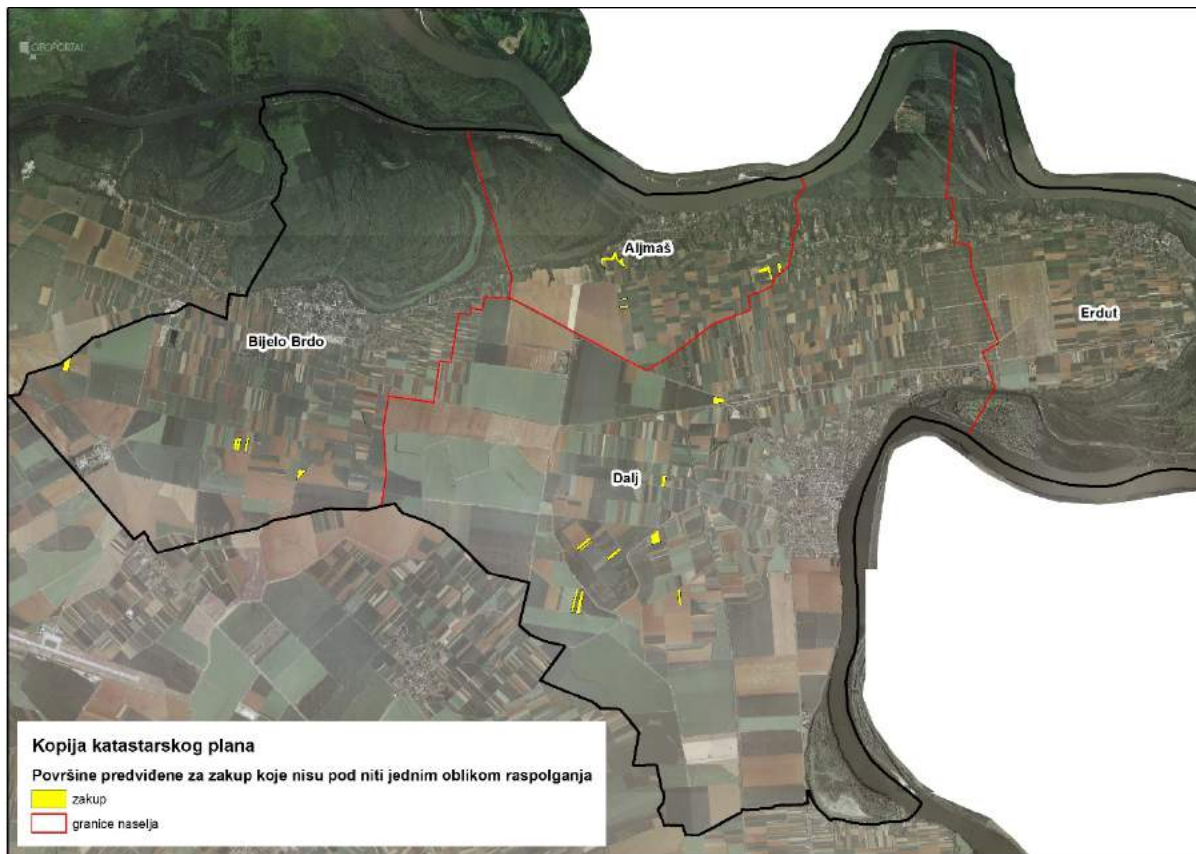 GEOPORTAL
Aljmaš
Erdut
Bijelo Brdo
Dalj
Kopija katastarskog plana
Površine predviđene za zakup koje nisu pod niti jednim oblikom raspolganja
zakup
granice naselja